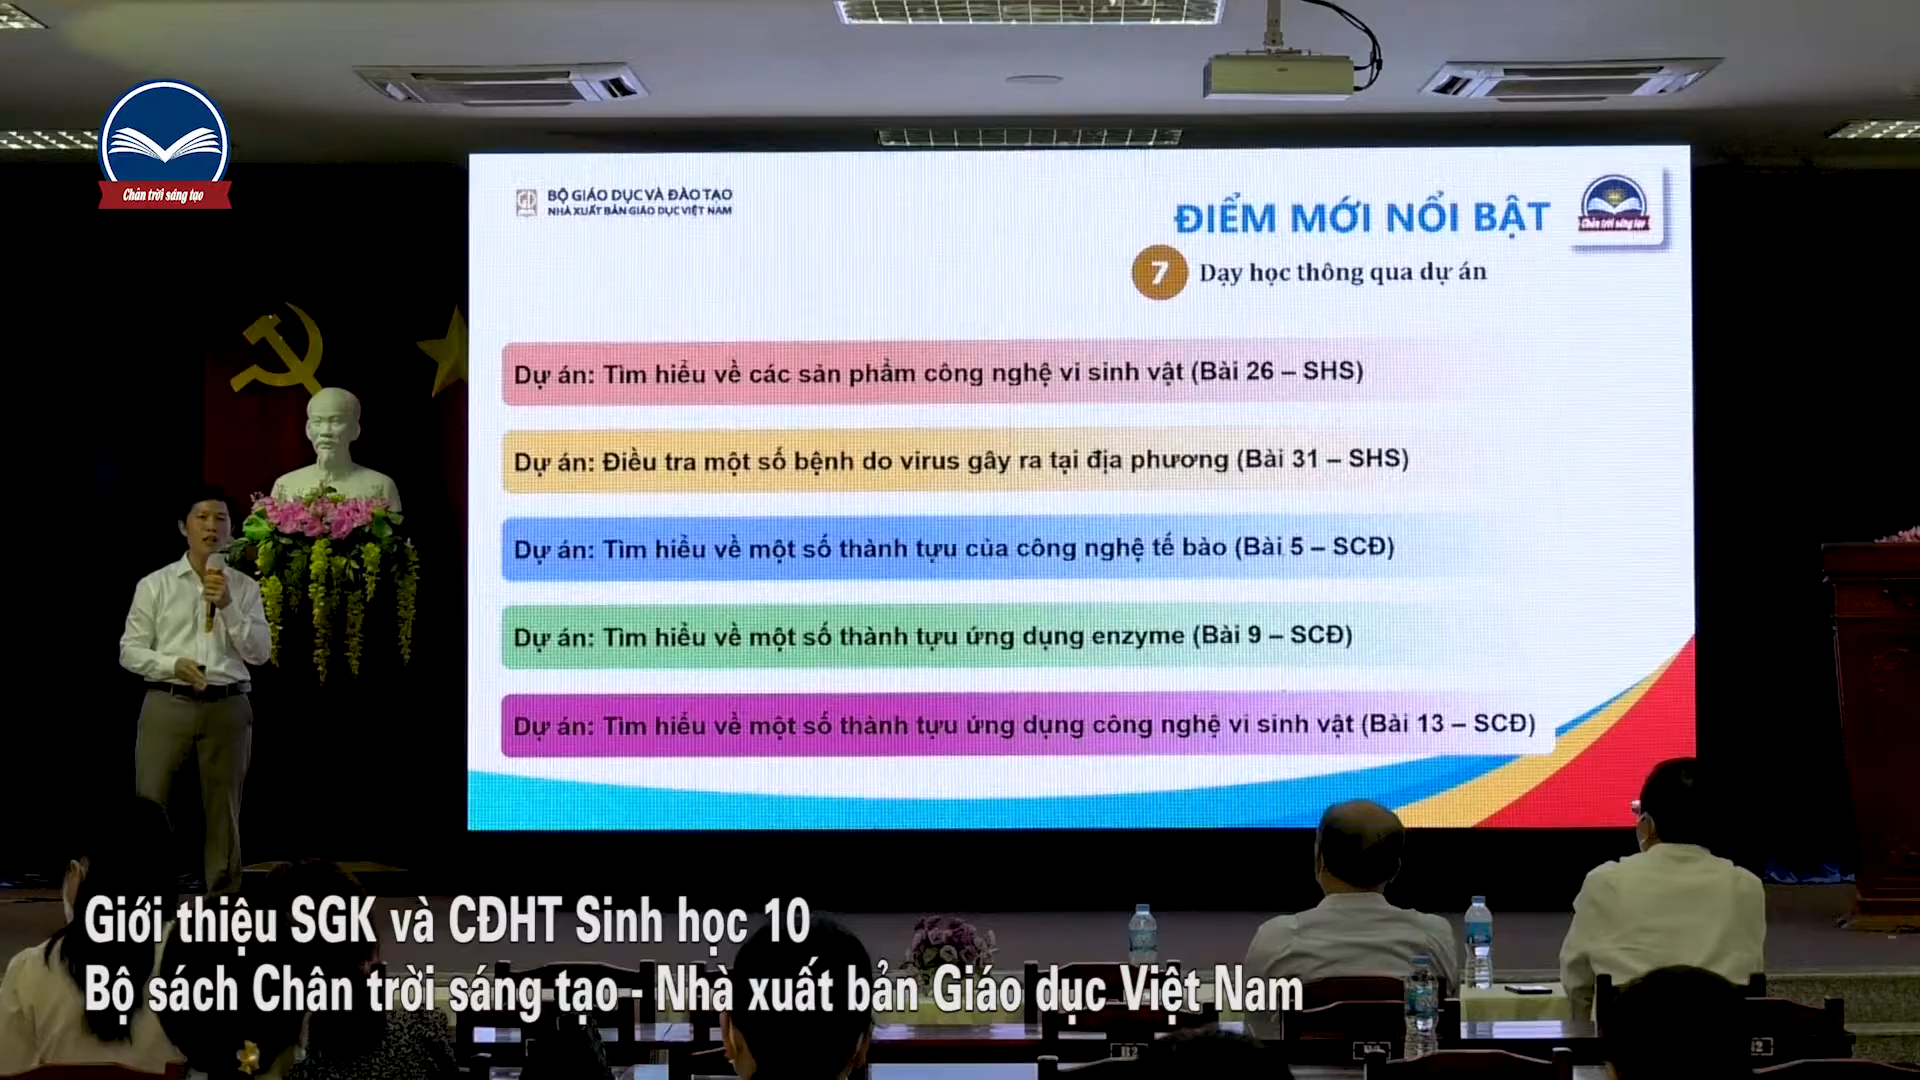 Chân trời sáng tạo
BỘ GIÁO DỤC VÀ ĐÀO TẠO
NHÀ XUẤT BẢN GIÁO DỤC VIỆT NAM
ĐIỂM MỚI NỔI BẬT
Chân trời sáng tạo
7 Dạy học thông qua dự án
Dự án: Tìm hiểu về các sản phẩm công nghệ vi sinh vật (Bài 26 – SHS)
Dự án: Điều tra một số bệnh do virus gây ra tại địa phương (Bài 31 – SHS)
Dự án: Tìm hiểu về một số thành tựu của công nghệ tế bào (Bài 5 – SCĐ)
Dự án: Tìm hiểu về một số thành tựu ứng dụng enzyme (Bài 9 – SCĐ)
Dự án: Tìm hiểu về một số thành tựu ứng dụng công nghệ vi sinh vật (Bài 13 – SCĐ)
Giới thiệu SGK và CĐHT Sinh học 10
Bộ sách Chân trời sáng tạo - Nhà xuất bản Giáo dục Việt Nam